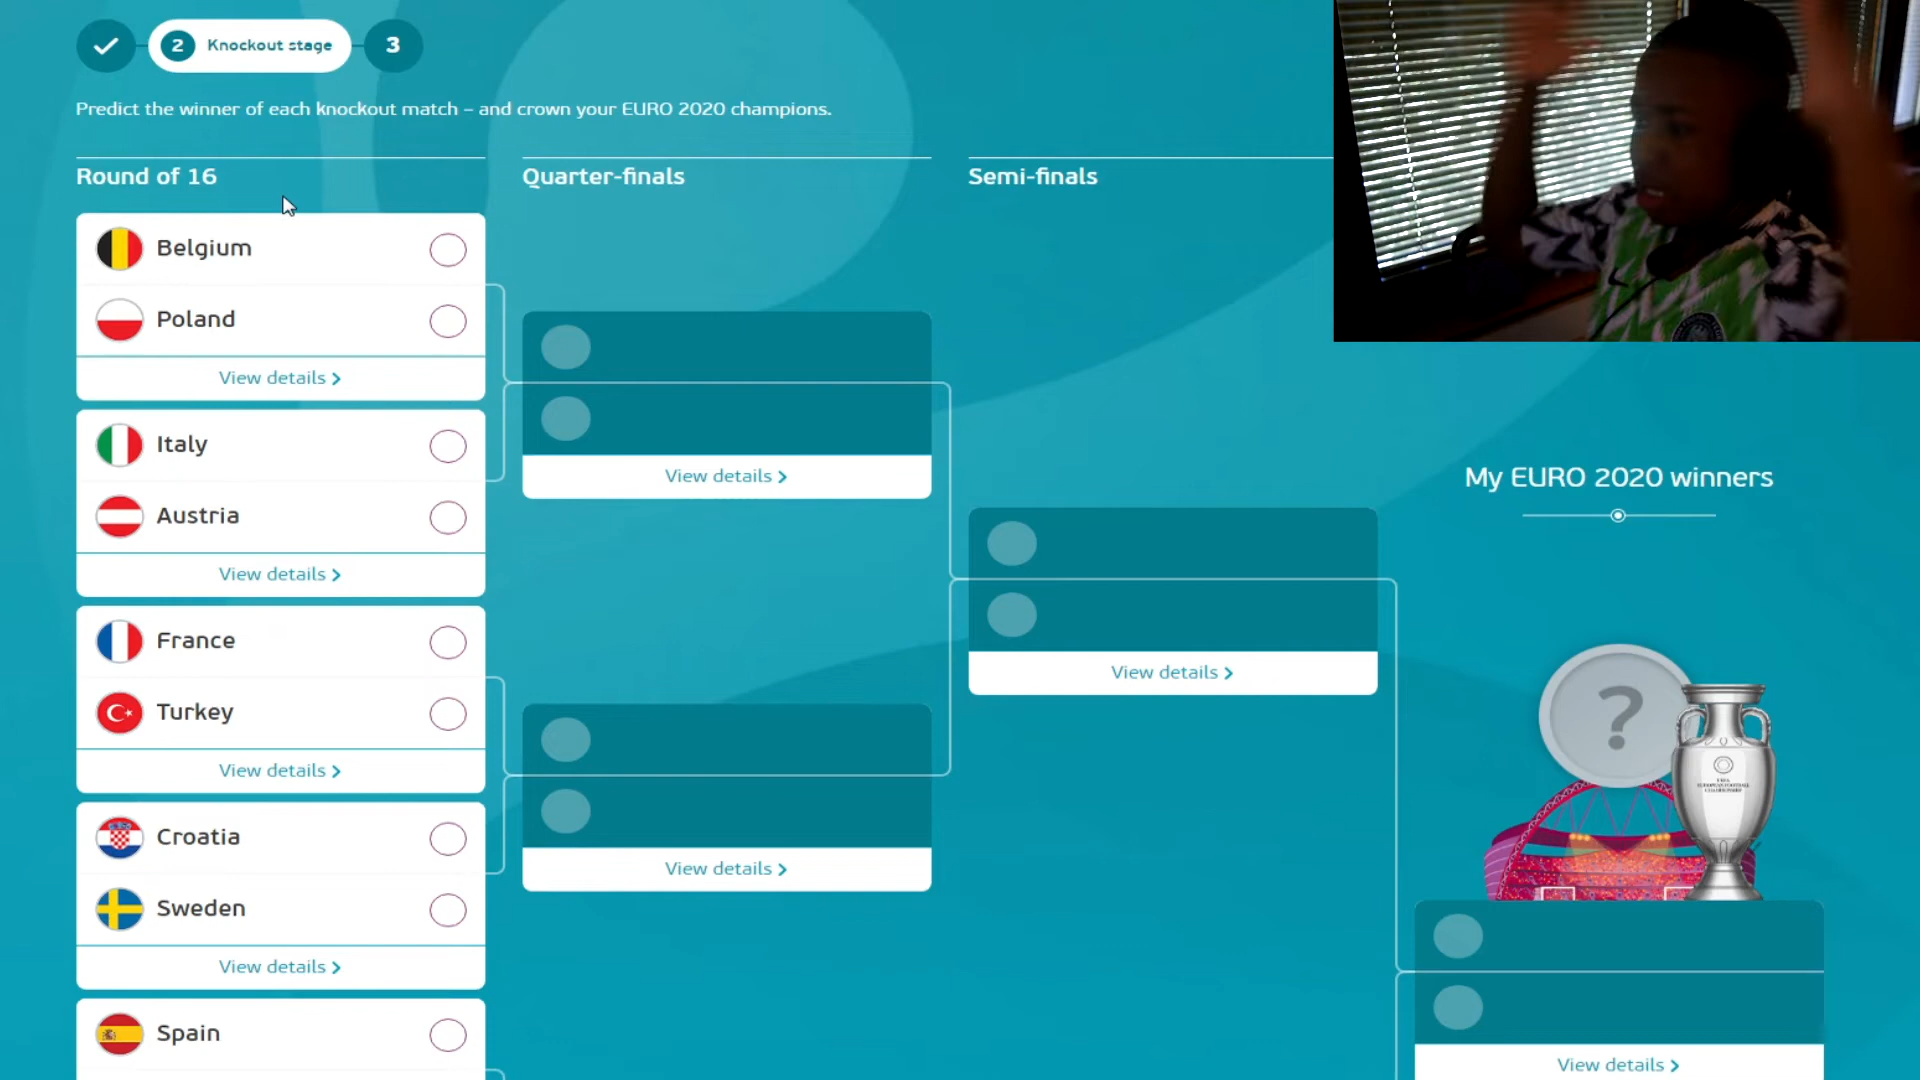 2 Knockout stage 3
Predict the winner of each knockout match – and crown your EURO 2020 champions.
Round of 16
Quarter-finals
Semi-finals
Belgium
Poland
View details
Italy
Austria
View details
France
Turkey
View details
Croatia
Sweden
View details
Spain
View details
View details
View details
My EURO 2020 winners
?
View details